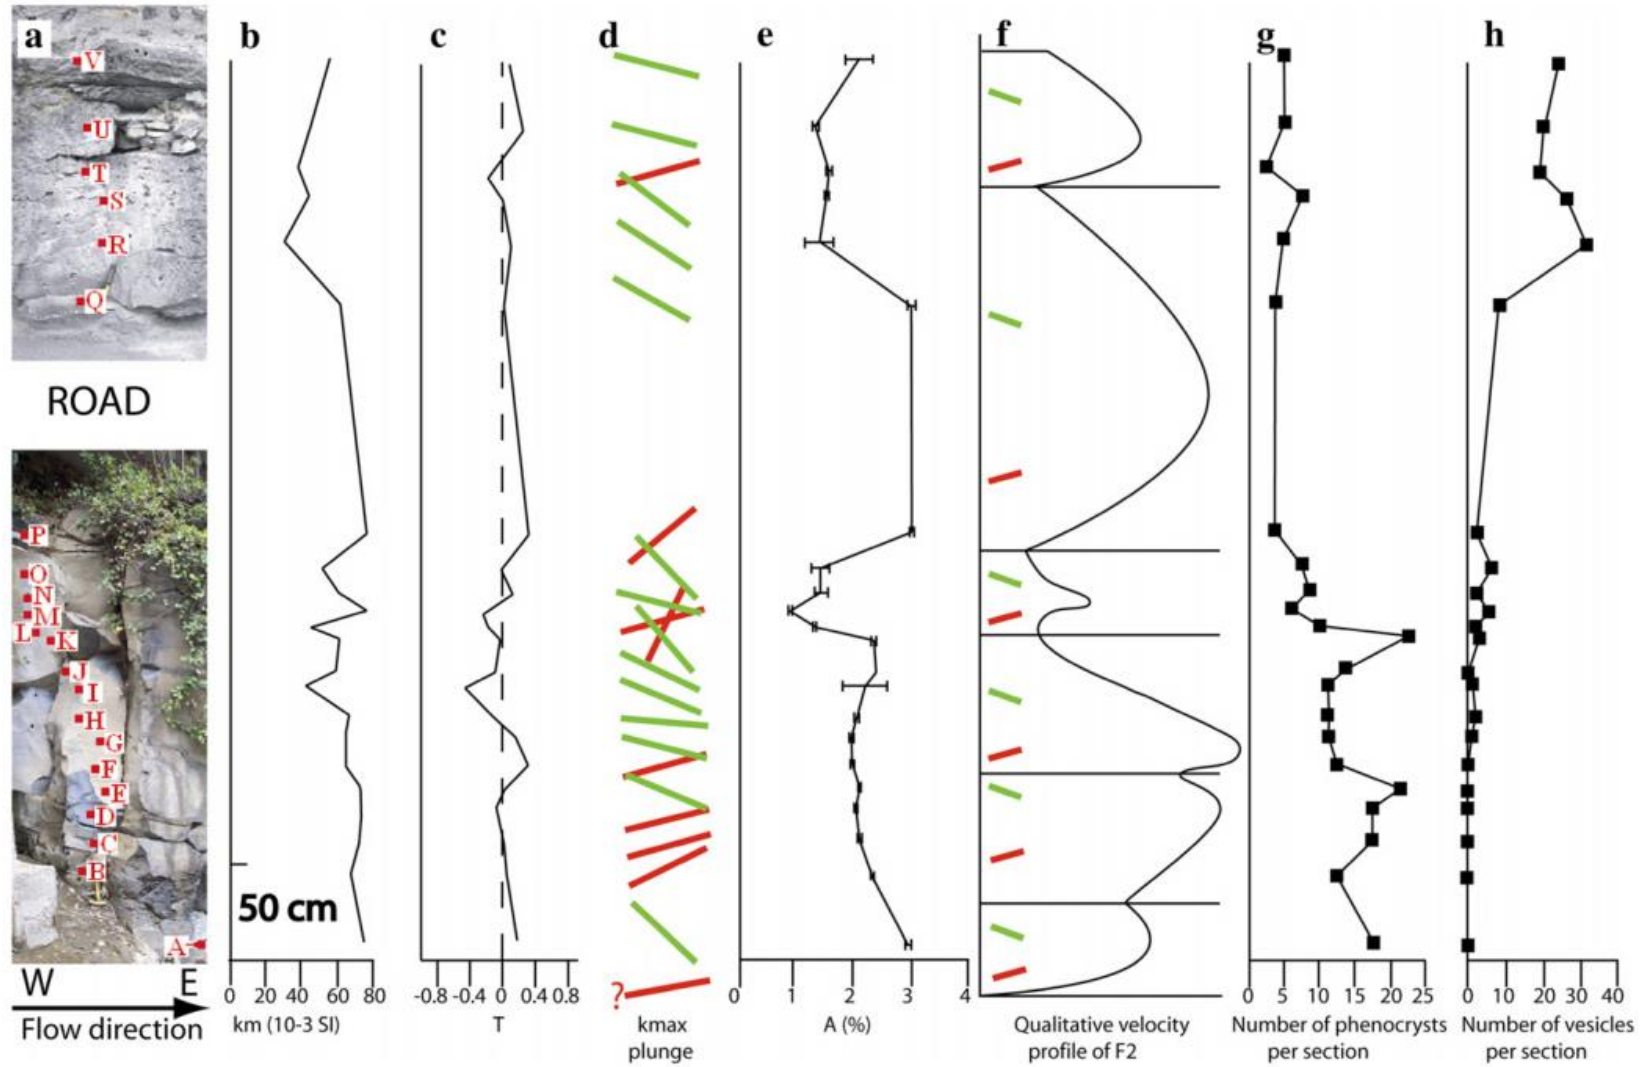 a b c d e f g h
V
U
T
S
R
Q
ROAD
P
O
N
M
L K
J
I
H
G
F
E
D
C
B
A
50 cm
?
W E
Flow direction
0 20 40 60 80
km (10-3 SI)
-0.8 -0.4 0 0.4 0.8
T
kmax
plunge
0 1 2 3 4
A (%)
Qualitative velocity
profile of F2
0 5 10 15 20 25
Number of phenocrysts
per section
0 10 20 30 40
Number of vesicles
per section